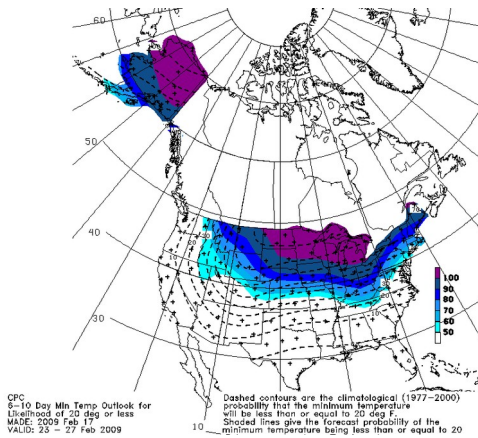 60
50
40
30
10
100
90
80
70
60
50
CPC
6-10 Day Min Temp Outlook for
Likelihood of 20 deg or less
MADE: 2009 Feb 17
VALID: 23 - 27 Feb 2009
Dashed contours are the climatological (1977-2000)
probability that the minimum temperature
will be less than or equal to 20 deg F.
Shaded lines give the forecast probability of the
minimum temperature being less than or equal to 20